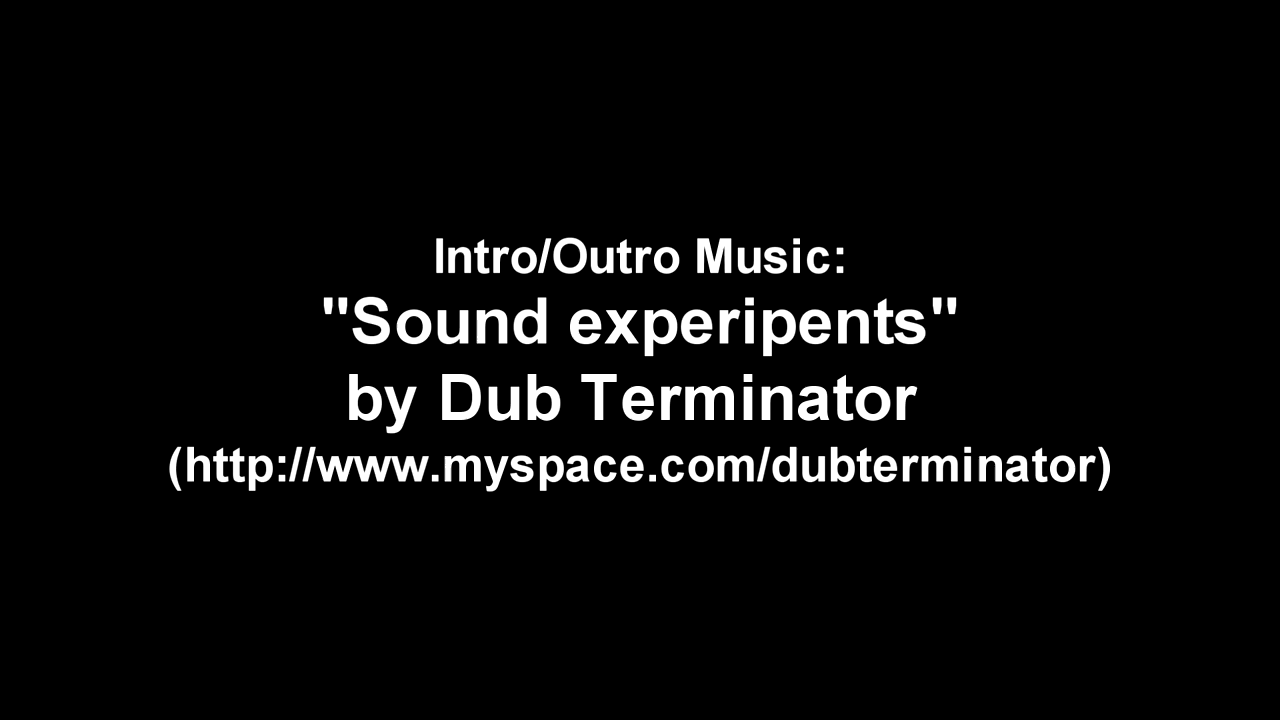 Intro/Outro Music:
"Sound experipents"
by Dub Terminator
(http://www.myspace.com/dubterminator)